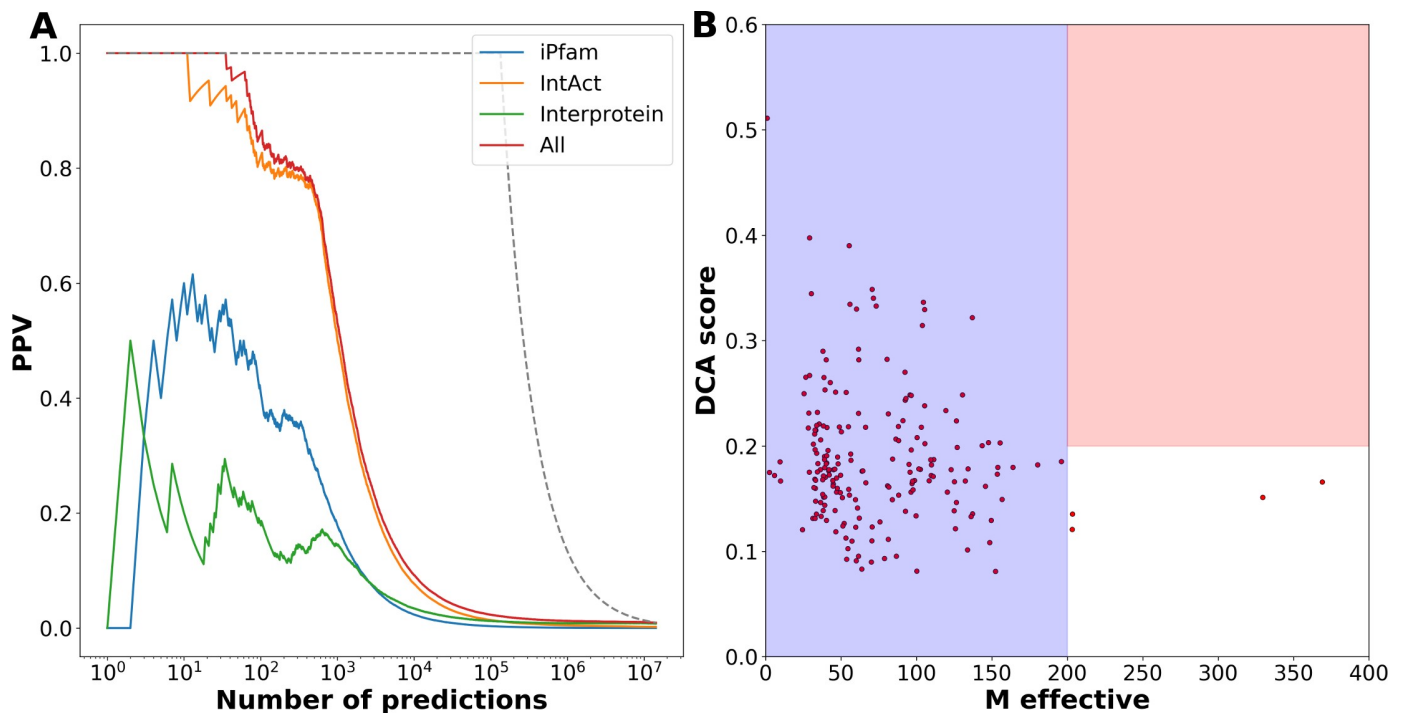 A
PPV
1.0
0.8
0.6
0.4
0.2
0.0
iPfam
IntAct
Interprotein
All
10⁰ 10¹ 10² 10³ 10⁴ 10⁵ 10⁶ 10⁷
Number of predictions
B
DCA score
0.6
0.5
0.4
0.3
0.2
0.1
0.0
0 50 100 150 200 250 300 350 400
M effective